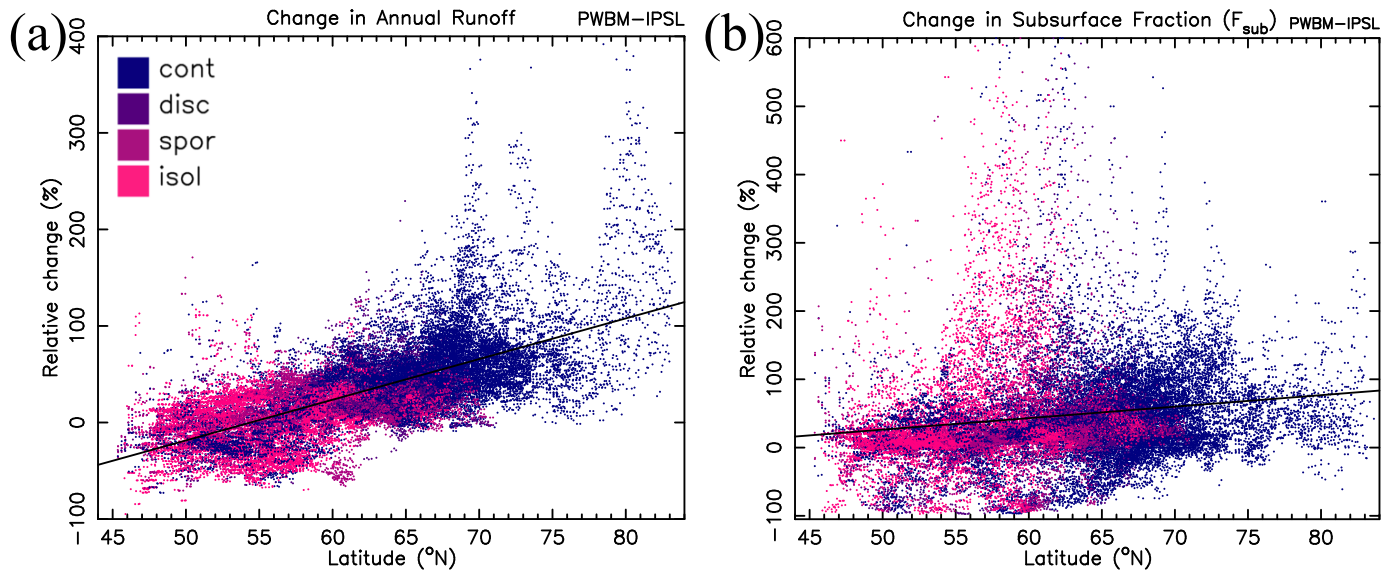 (a)
Change in Annual Runoff PWBM-IPSL
cont
disc
spor
isol
400
300
200
100
0
-100
Relative change (%)
45 50 55 60 65 70 75 80
Latitude (°N)
(b)
Change in Subsurface Fraction (Fsub) PWBM-IPSL
600
500
400
300
200
100
0
-100
Relative change (%)
45 50 55 60 65 70 75 80
Latitude (°N)